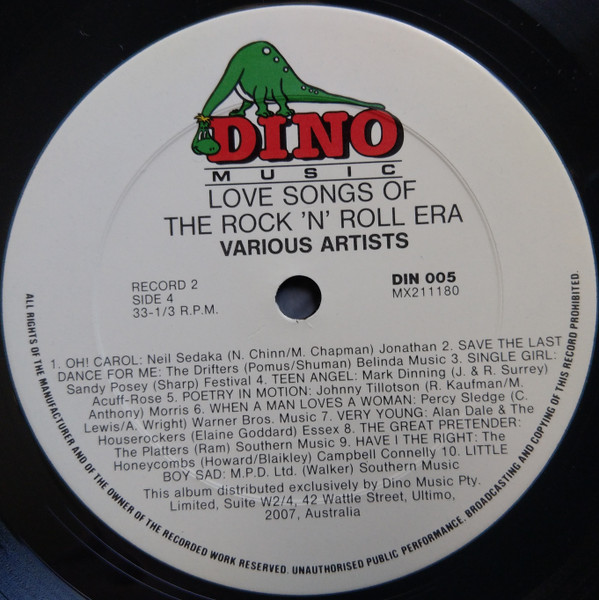 DINO
MUSIC
LOVE SONGS OF
THE ROCK 'N' ROLL ERA
VARIOUS ARTISTS
RECORD 2
SIDE 4
33-1/3 R.P.M.
DIN 005
MX211180
1. OH! CAROL: Neil Sedaka (N. Chinn/M. Chapman) Jonathan 2. SAVE THE LAST
DANCE FOR ME: The Drifters (Pomus/Shuman) Belinda Music 3. SINGLE GIRL:
Sandy Posey (Sharp) Festival 4. TEEN ANGEL: Mark Dinning (J. & R. Surrey)
Acuff-Rose 5. POETRY IN MOTION: Johnny Tillotson (R. Kaufman/M.
Anthony) Morris 6. WHEN A MAN LOVES A WOMAN: Percy Sledge (C.
Lewis/A. Wright) Warner Bros. Music 7. VERY YOUNG: Alan Dale & The
Houserockers (Elaine Goddard) Essex 8. THE GREAT PRETENDER:
The Platters (Ram) Southern Music 9. HAVE I THE RIGHT: The
Honeycombs (Howard/Blaikley) Campbell Connelly 10. LITTLE
BOY SAD: M.P.D. Ltd. (Walker) Southern Music
This album distributed exclusively by Dino Music Pty.
Limited, Suite W2/4, 42 Wattle Street, Ultimo,
2007, Australia
ALL RIGHTS OF THE MANUFACTURER AND OF THE OWNER OF THE RECORDED WORK RESERVED. UNAUTHORISED PUBLIC PERFORMANCE, BROADCASTING AND COPYING OF THIS RECORD PROHIBITED.